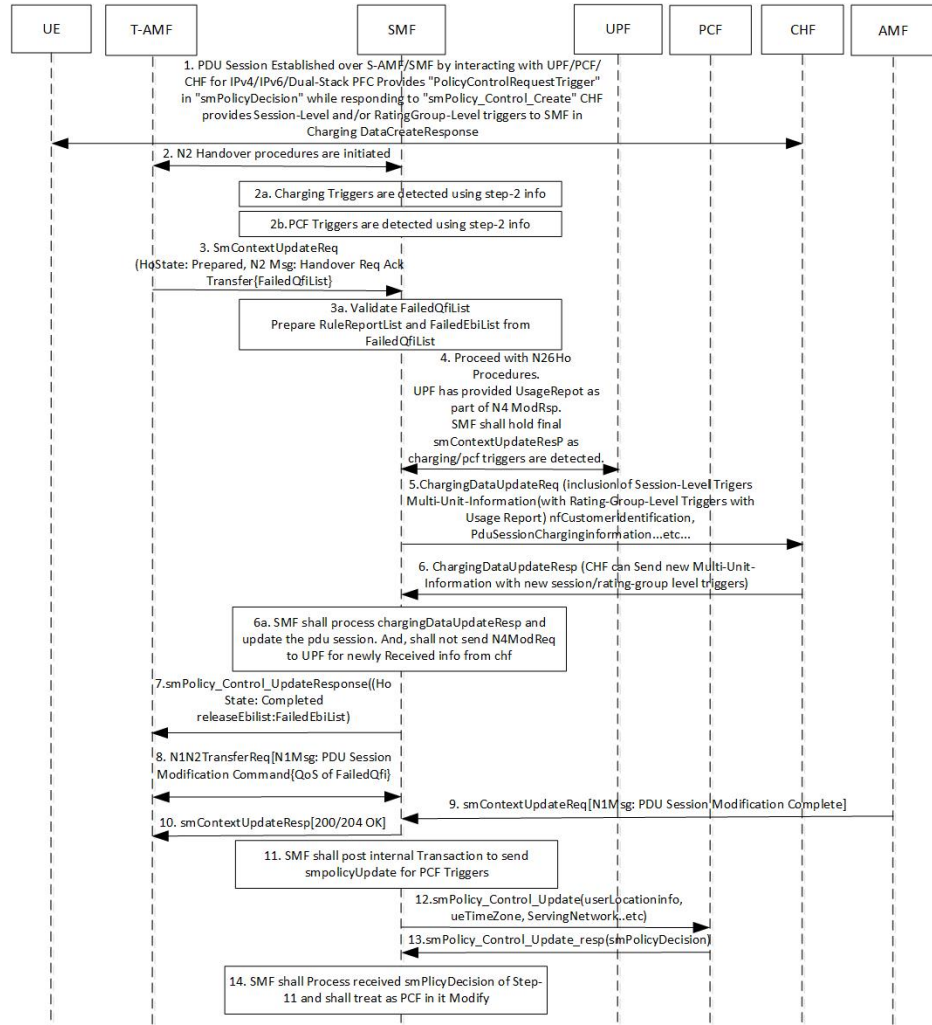 UE
T-AMF
SMF
UPF
PCF
CHF
AMF
1. PDU Session Established over S-AMF/SMF by interacting with UPF/PCF/
CHF for IPv4/IPv6/Dual-Stack PFC Provides "PolicyControlRequestTrigger"
in "smPolicyDecision" while responding to "smPolicy_Control_Create" CHF
provides Session-Level and/or RatingGroup-Level triggers to SMF in
Charging DataCreateResponse
2. N2 Handover procedures are initiated
2a. Charging Triggers are detected using step-2 info
2b.PCF Triggers are detected using step-2 info
3. SmContextUpdateReq
(HoState: Prepared, N2 Msg: Handover Req Ack
Transfer{FailedQfiList}
3a. Validate FailedQfiList
Prepare RuleReportList and FailedEbiList from
FailedQfiList
4. Proceed with N26Ho
Procedures.
UPF has provided UsageRepot as
part of N4 ModRsp.
SMF shall hold final
smContextUpdateResP as
charging/pcf triggers are detected.
5.ChargingDataUpdateReq (inclusion of Session-Level Trigers
Multi-Unit-Information(with Rating-Group-Level Triggers with
Usage Report) nfCustomerIdentification,
PduSessionCharginginformation...etc...
6. ChargingDataUpdateResp (CHF can Send new Multi-Unit-
Information with new session/rating-group level triggers)
6a. SMF shall process chargingDataUpdateResp and
update the pdu session. And, shall not send N4ModReq
to UPF for newly Received info from chf
7.smPolicy_Control_UpdateResponse((Ho
State: Completed
releaseEbilist:FailedEbiList)
8. N1N2TransferReq[N1Msg: PDU Session
Modification Command{QoS of FailedQfi}
9. smContextUpdateReq[N1Msg: PDU Session Modification Complete]
10. smContextUpdateResp[200/204 OK]
11. SMF shall post internal Transaction to send
smpolicyUpdate for PCF Triggers
12.smPolicy_Control_Update(userLocationinfo,
ueTimeZone, ServingNetwork..etc)
13.smPolicy_Control_Update_resp(smPolicyDecision)
14. SMF shall Process received smPlicyDecision of Step-
11 and shall treat as PCF in it Modify